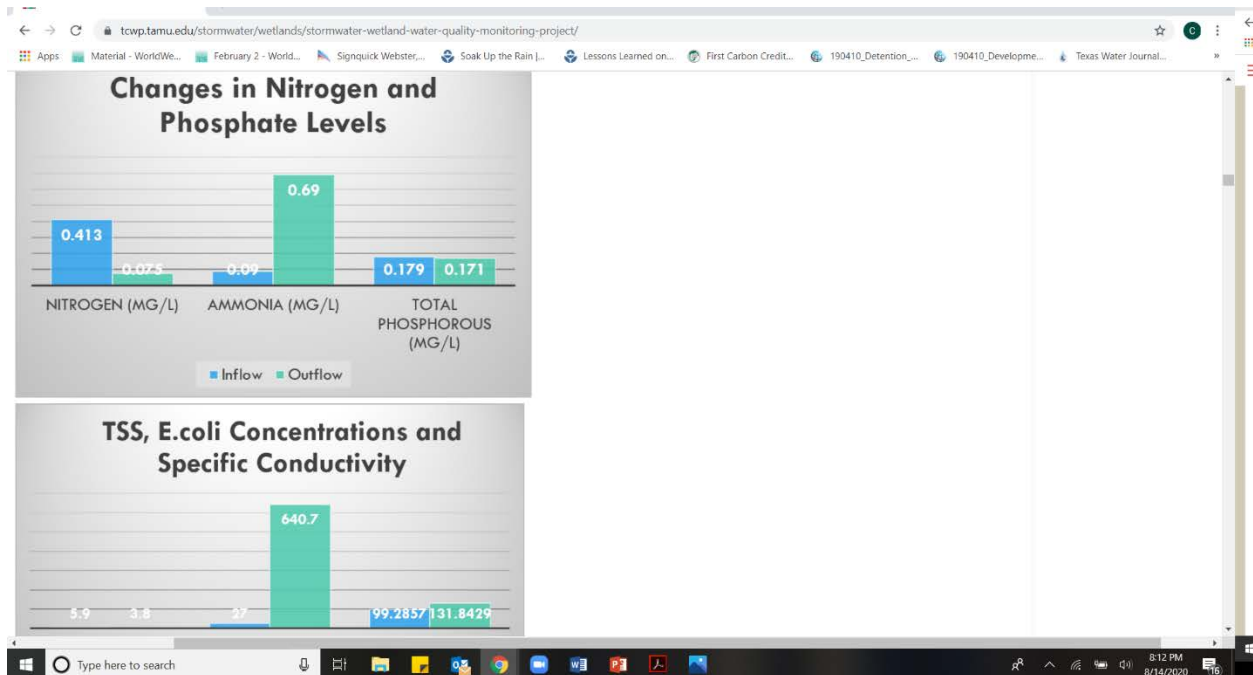 tcwp.tamu.edu/stormwater/wetlands/stormwater-wetland-water-quality-monitoring-project/
C
Apps Material - WorldWe... February 2 - World... Signquick Webster,... Soak Up the Rain |... Lessons Learned on... First Carbon Credit... 190410_Detention_... 190410_Developme... Texas Water Journal... »
Changes in Nitrogen and
Phosphate Levels
0.69
0.413
0.075 0.09 0.179 0.171
NITROGEN (MG/L) AMMONIA (MG/L) TOTAL
PHOSPHOROUS
(MG/L)
Inflow Outflow
TSS, E.coli Concentrations and
Specific Conductivity
640.7
5.9 3.8 27 99.2857 131.8429
Type here to search
8:12 PM
8/14/2020
16